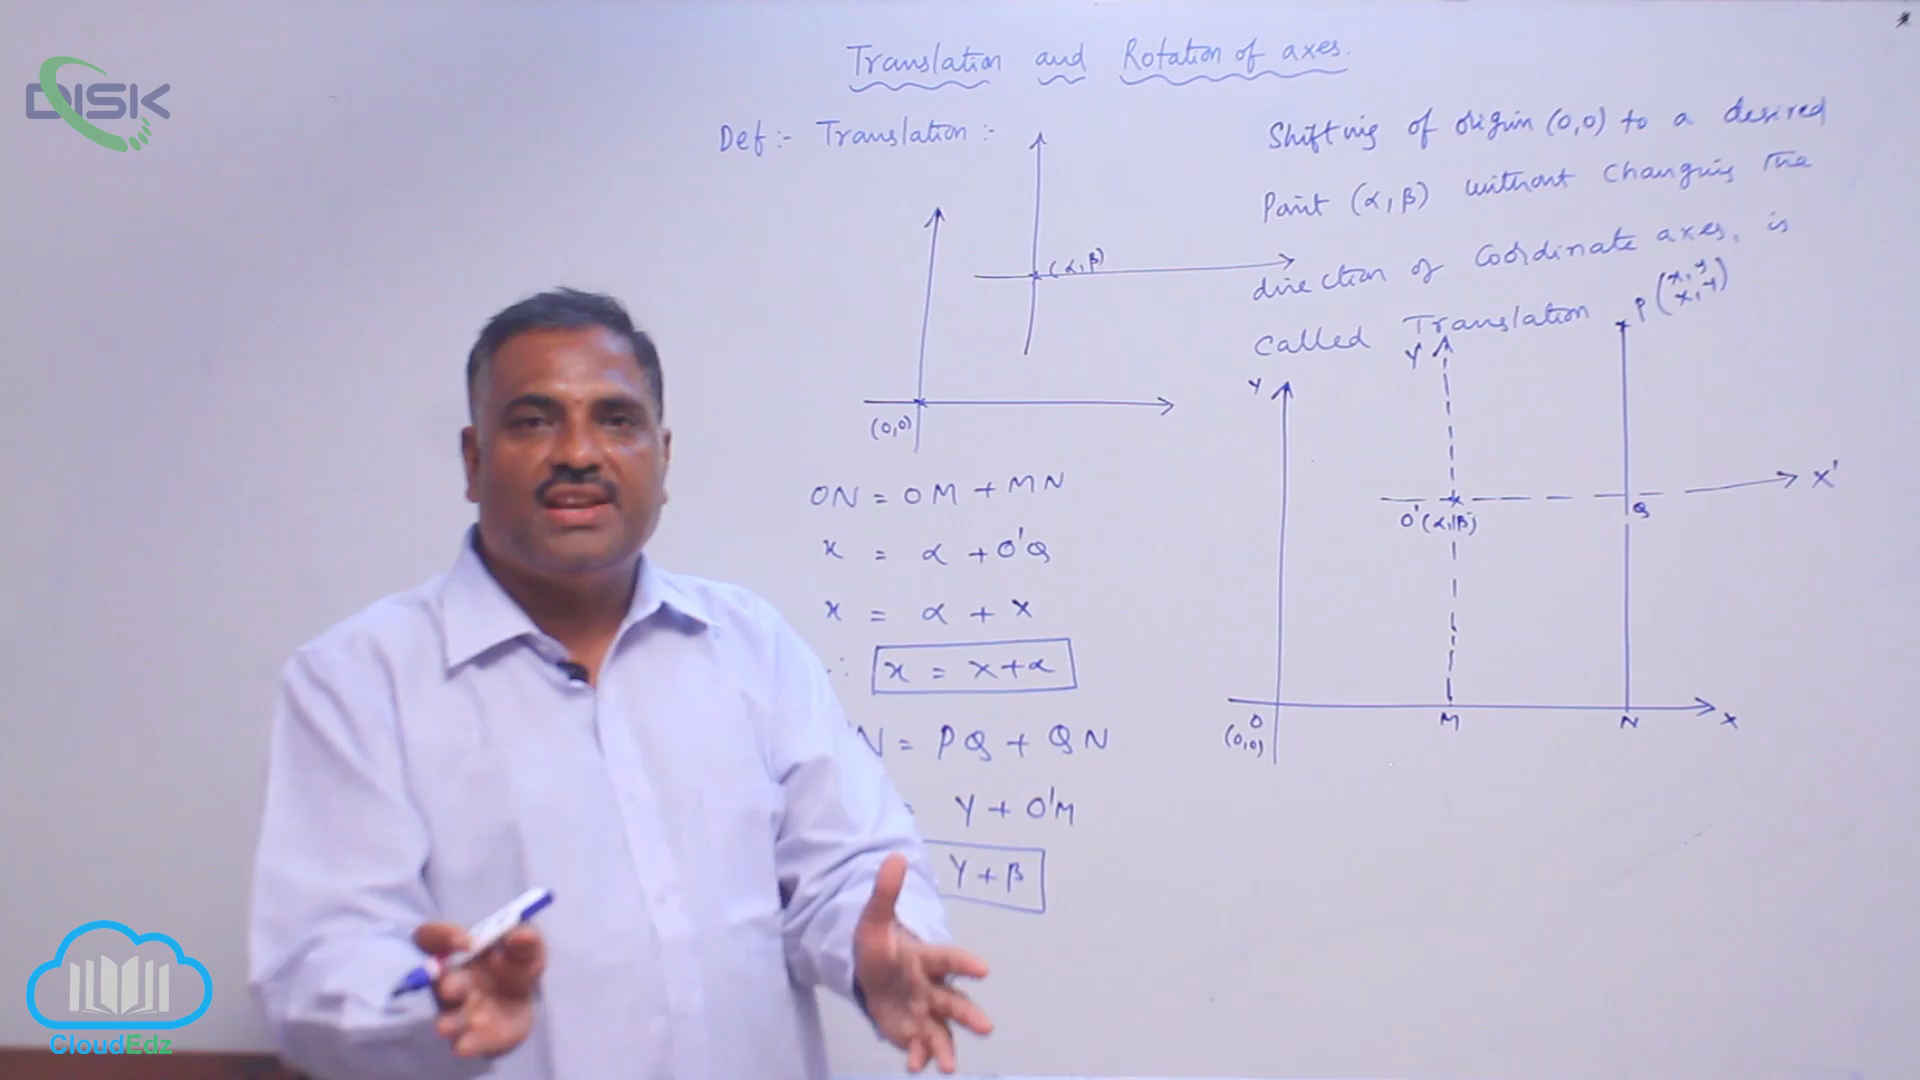 DISK
Translation and Rotation of axes.
Def :- Translation :-
Shifting of origin (0,0) to a desired
Point (α, β) without changing the
direction of Coordinate axes, is
called Translation
(α, β)
(0,0)
ON = OM + MN
x = α + O'Q
x = α + X
∴ x = X + α
N = PQ + QN
= Y + O'M
Y + β
P (x, y
X, Y)
Y'
Y
X'
O' (α, β)
Q
O
(0,0)
M
N
X
CloudEdz